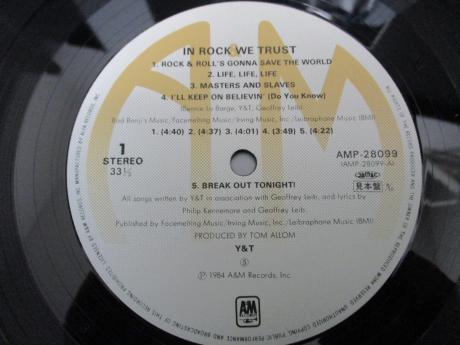 IN ROCK WE TRUST
1. ROCK & ROLL'S GONNA SAVE THE WORLD
2. LIFE, LIFE, LIFE
3. MASTERS AND SLAVES
4. I'LL KEEP ON BELIEVIN' (Do You Know)
(Bernie La Barge, Y&T, Geoffrey Leib)
Bad Benji's Music/Facemelting Music/Irving Music, Inc./Leibraphone Music (BMI)
1. (4:40) 2. (4:37) 3. (4:01) 4. (3:49) 5. (4:22)
1
STEREO
33⅓
AMP-28099
(AMP-28099-A)
見本盤
5. BREAK OUT TONIGHT!
All songs written by Y&T in association with Geoffrey Leib, and lyrics by
Philip Kennemore and Geoffrey Leib.
Published by Facemelting Music/Irving Music, Inc./Leibraphone Music (BMI)
PRODUCED BY TOM ALLOM
Y&T
Ⓢ
Ⓟ 1984 A&M Records, Inc.
A&M
RECORDS